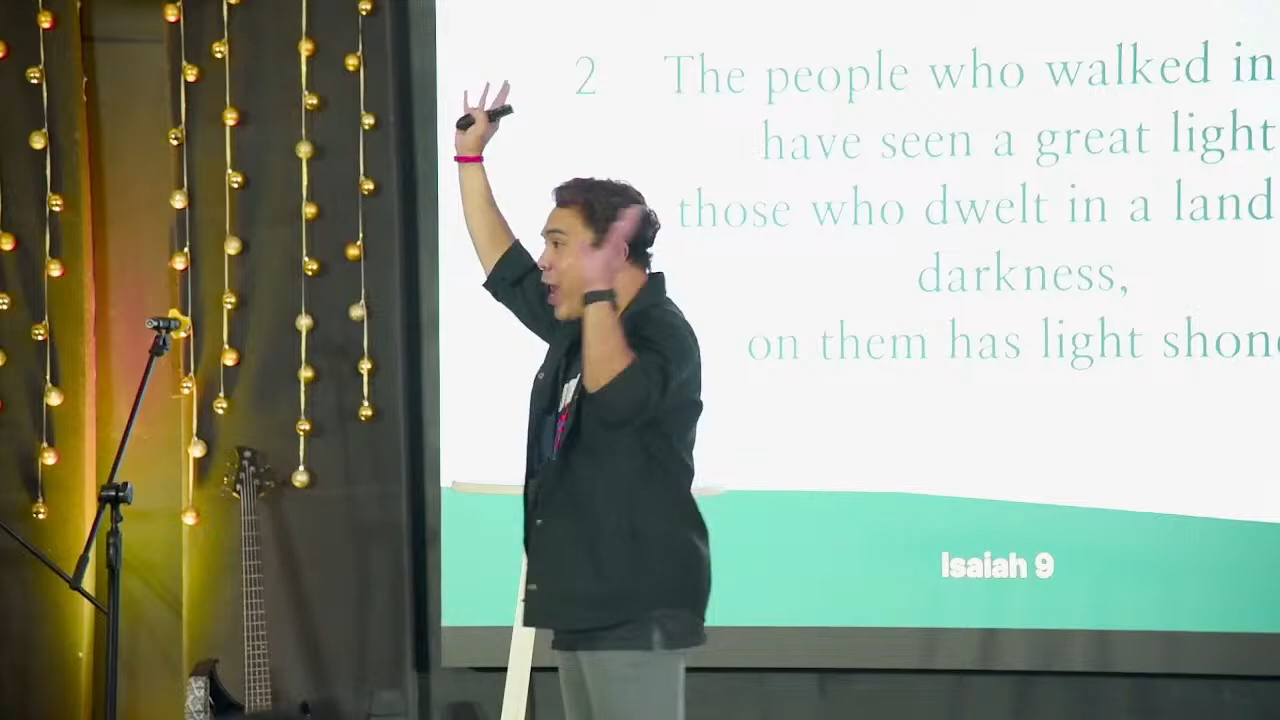 2 The people who walked in
have seen a great light
those who dwelt in a land
darkness,
on them has light shone
Isaiah 9